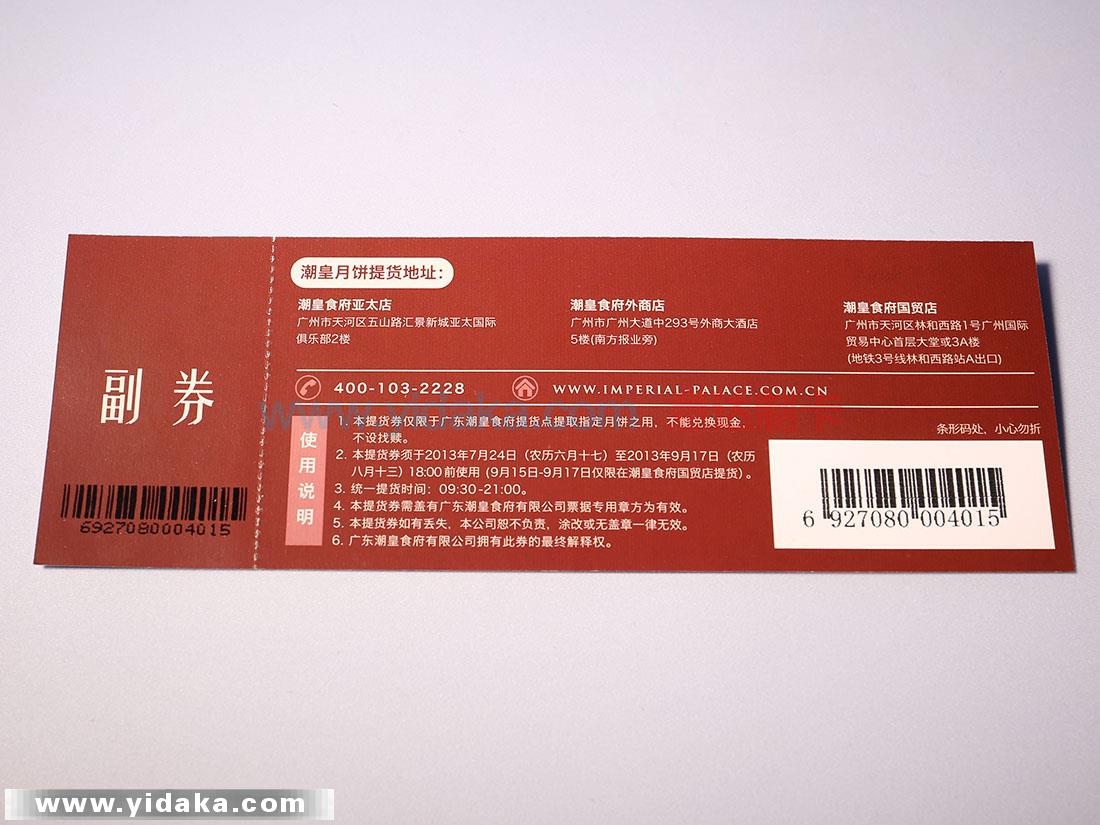 副券
6927080004015
潮皇月饼提货地址：
潮皇食府亚太店
广州市天河区五山路汇景新城亚太国际
俱乐部2楼
潮皇食府外商店
广州市广州大道中293号外商大酒店
5楼(南方报业旁)
潮皇食府国贸店
广州市天河区林和西路1号广州国际
贸易中心首层大堂或3A楼
(地铁3号线林和西路站A出口)
400-103-2228
WWW.IMPERIAL-PALACE.COM.CN
www.yidaka.com
使用说明
1. 本提货券仅限于广东潮皇食府提货点提取指定月饼之用，不能兑换现金，
不设找赎。
2. 本提货券须于2013年7月24日（农历六月十七）至2013年9月17日（农历
八月十三）18:00前使用（9月15日-9月17日仅限在潮皇食府国贸店提货）。
3. 统一提货时间：09:30-21:00。
4. 本提货券需盖有广东潮皇食府有限公司票据专用章方为有效。
5. 本提货券如有丢失，本公司恕不负责，涂改或无盖章一律无效。
6. 广东潮皇食府有限公司拥有此券的最终解释权。
条形码处，小心勿折
6 927080 004015
www.yidaka.com